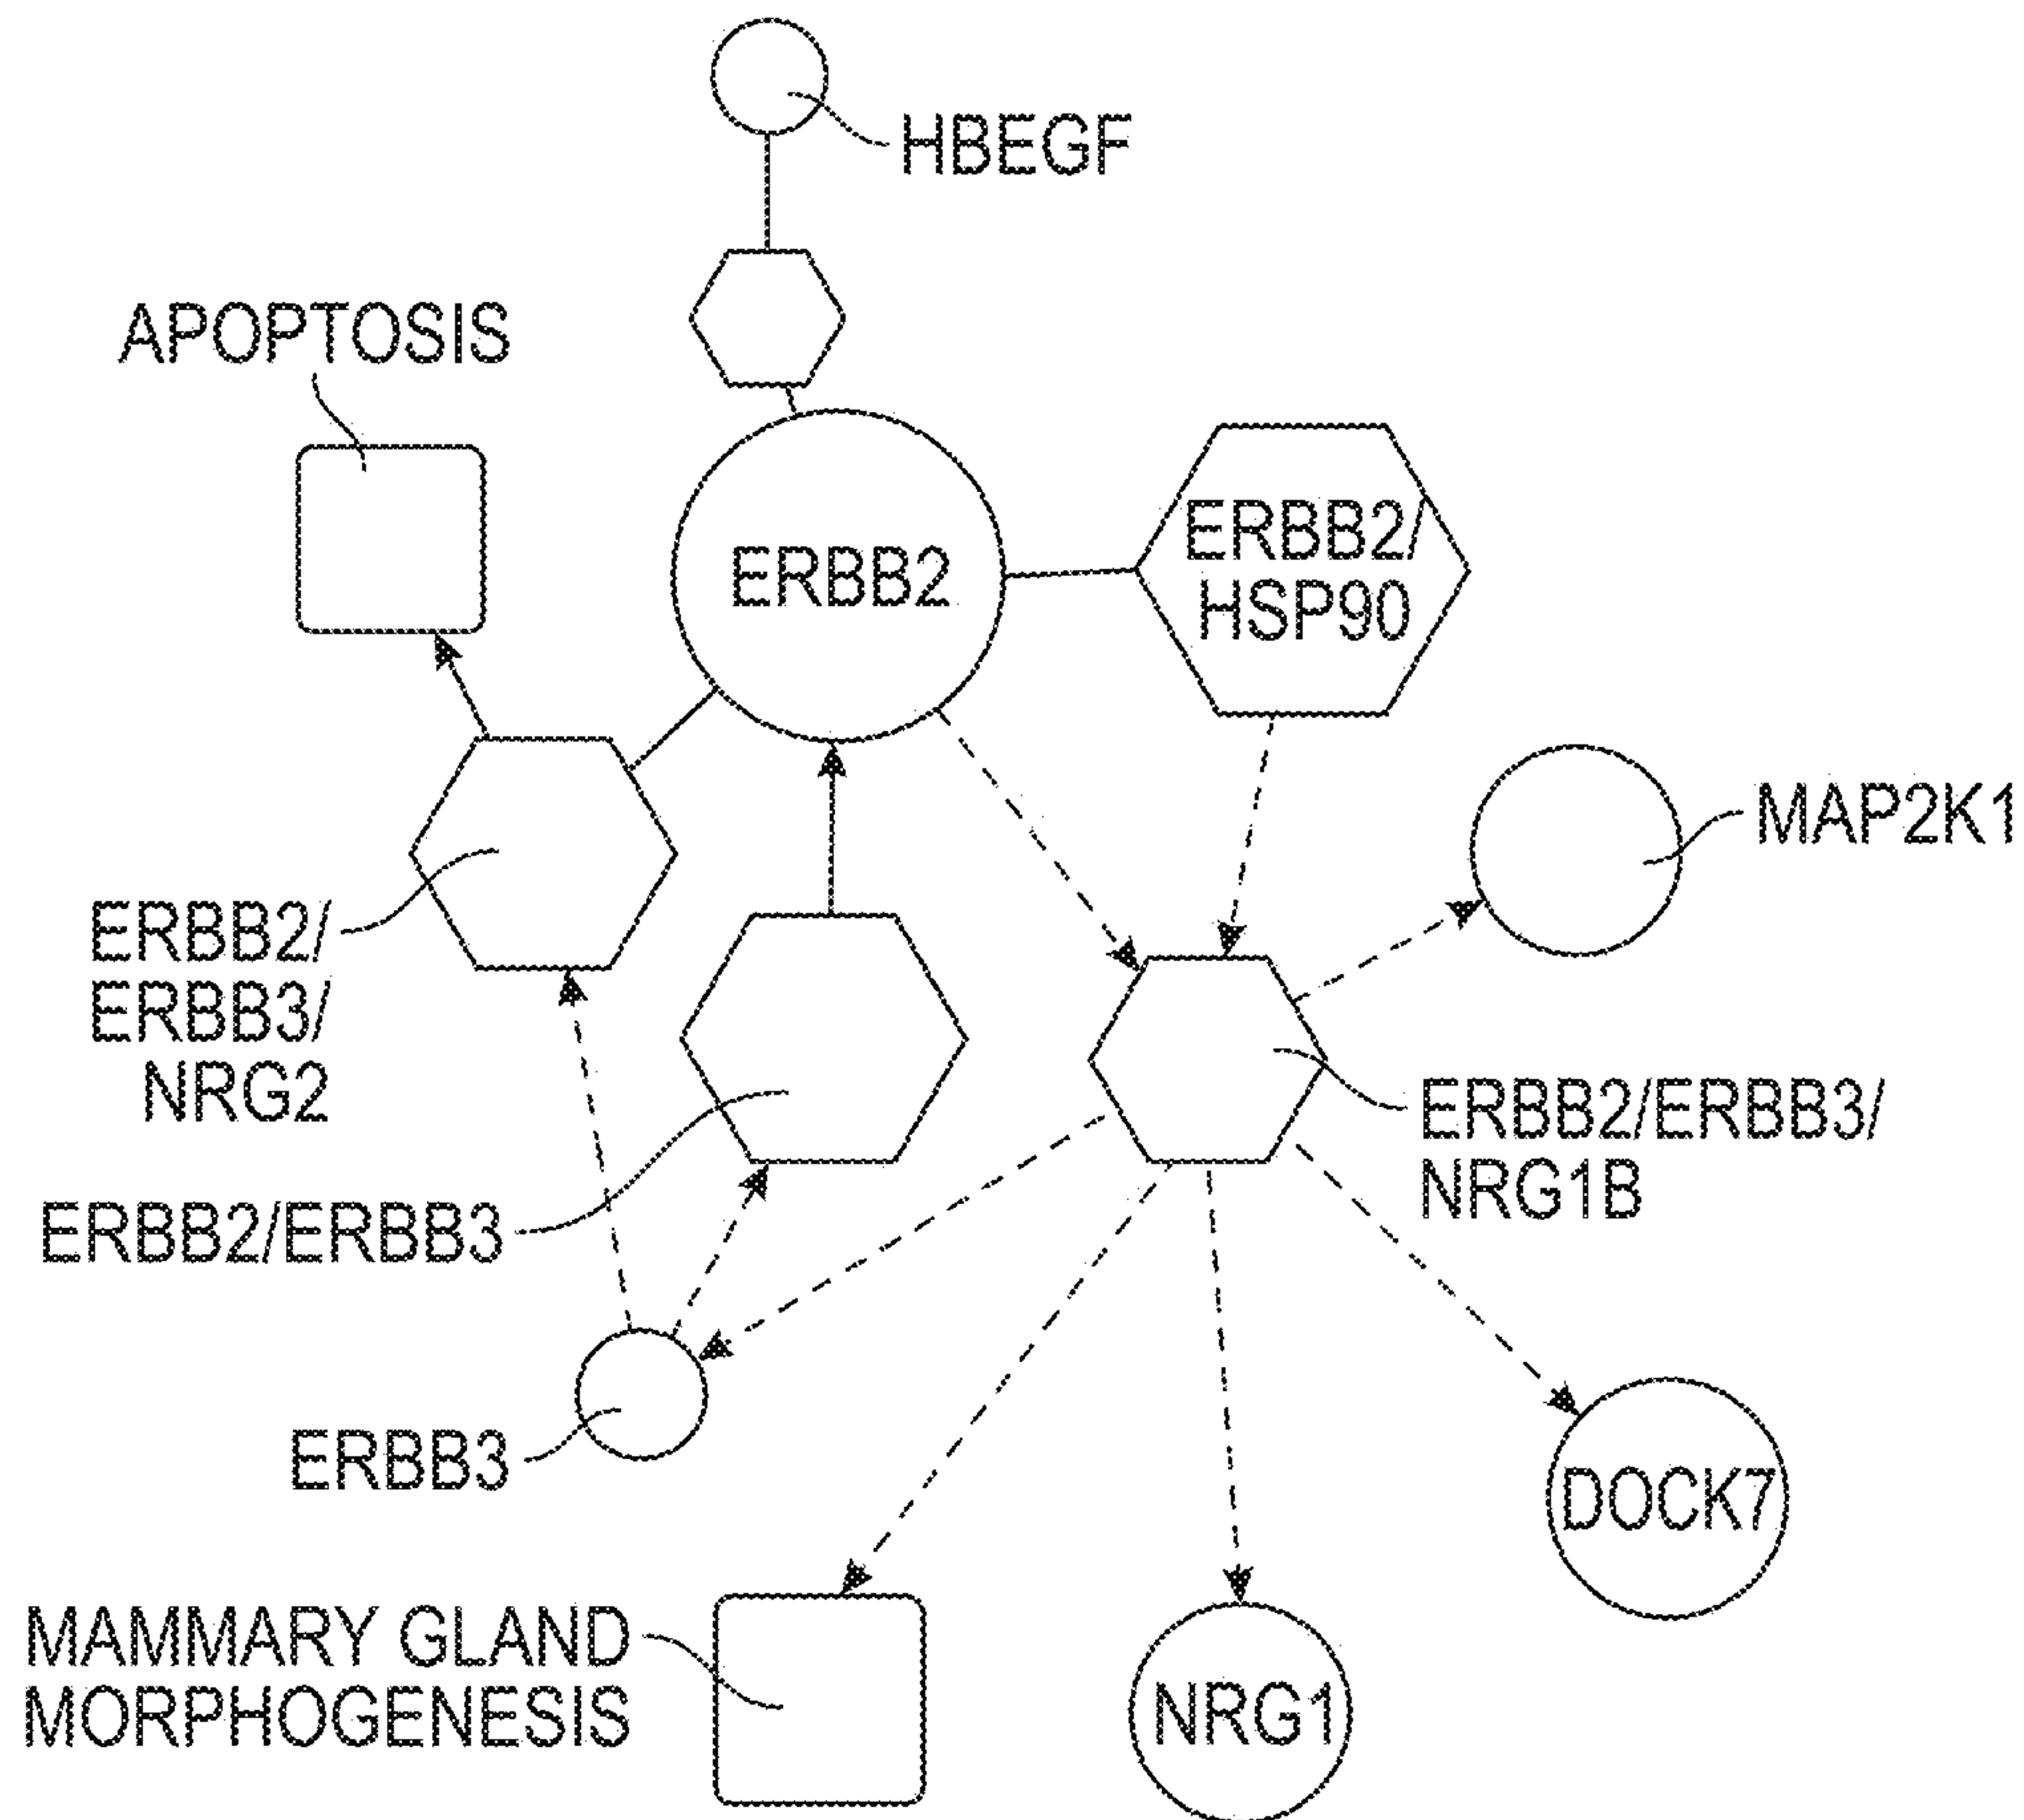 HBEGF
APOPTOSIS
ERBB2
ERBB2/
HSP90
MAP2K1
ERBB2/
ERBB3/
NRG2
ERBB2/ERBB3/
NRG1B
ERBB2/ERBB3
ERBB3
DOCK7
MAMMARY GLAND
MORPHOGENESIS
NRG1